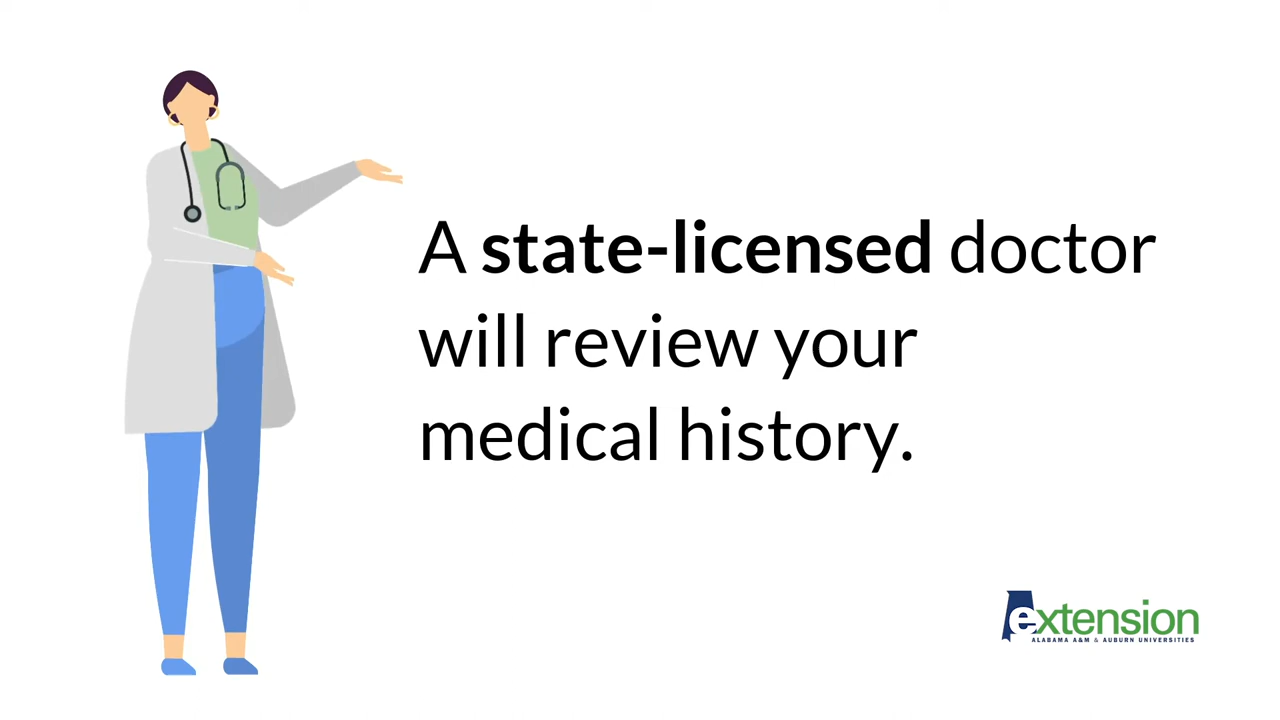 A state-licensed doctor
will review your
medical history.
extension
ALABAMA A&M & AUBURN UNIVERSITIES